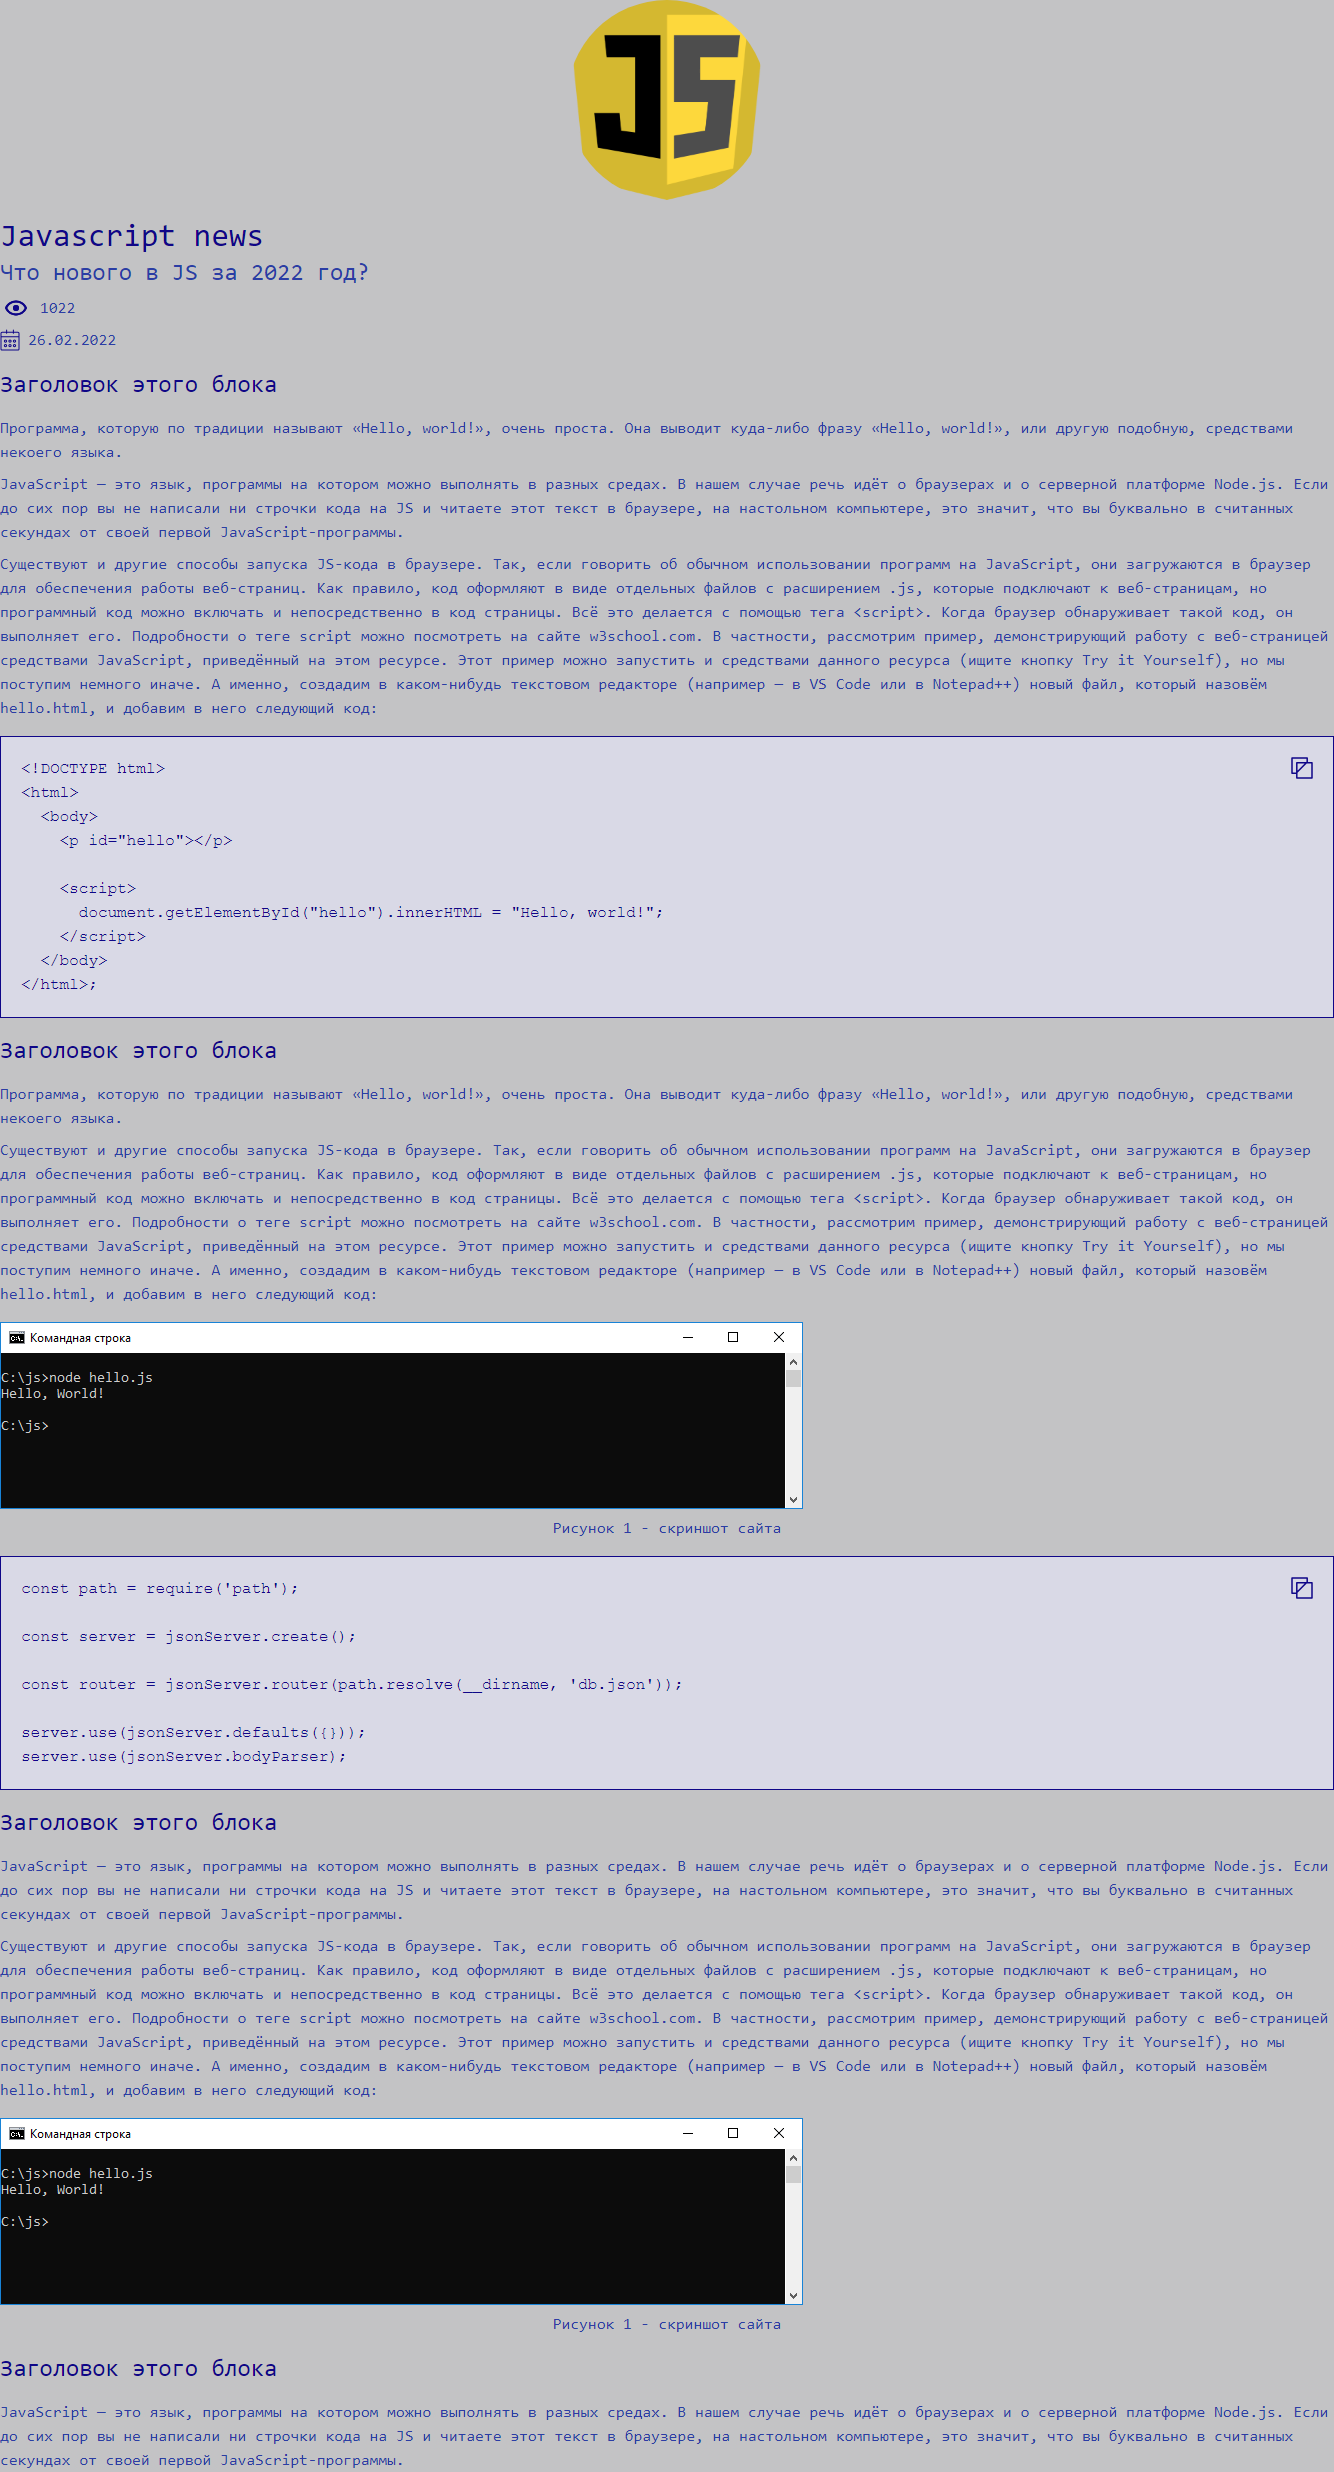 JS
Javascript news
Что нового в JS за 2022 год?
1022
26.02.2022
Заголовок этого блока
Программа, которую по традиции называют «Hello, world!», очень проста. Она выводит куда-либо фразу «Hello, world!», или другую подобную, средствами
некоего языка.
JavaScript — это язык, программы на котором можно выполнять в разных средах. В нашем случае речь идёт о браузерах и о серверной платформе Node.js. Если
до сих пор вы не написали ни строчки кода на JS и читаете этот текст в браузере, на настольном компьютере, это значит, что вы буквально в считанных
секундах от своей первой JavaScript-программы.
Существуют и другие способы запуска JS-кода в браузере. Так, если говорить об обычном использовании программ на JavaScript, они загружаются в браузер
для обеспечения работы веб-страниц. Как правило, код оформляют в виде отдельных файлов с расширением .js, которые подключают к веб-страницам, но
программный код можно включать и непосредственно в код страницы. Всё это делается с помощью тега <script>. Когда браузер обнаруживает такой код, он
выполняет его. Подробности о теге script можно посмотреть на сайте w3school.com. В частности, рассмотрим пример, демонстрирующий работу с веб-страницей
средствами JavaScript, приведённый на этом ресурсе. Этот пример можно запустить и средствами данного ресурса (ищите кнопку Try it Yourself), но мы
поступим немного иначе. А именно, создадим в каком-нибудь текстовом редакторе (например — в VS Code или в Notepad++) новый файл, который назовём
hello.html, и добавим в него следующий код:
<!DOCTYPE html>
<html>
  <body>
    <p id="hello"></p>
    <script>
      document.getElementById("hello").innerHTML = "Hello, world!";
    </script>
  </body>
</html>;
Заголовок этого блока
Программа, которую по традиции называют «Hello, world!», очень проста. Она выводит куда-либо фразу «Hello, world!», или другую подобную, средствами
некоего языка.
Существуют и другие способы запуска JS-кода в браузере. Так, если говорить об обычном использовании программ на JavaScript, они загружаются в браузер
для обеспечения работы веб-страниц. Как правило, код оформляют в виде отдельных файлов с расширением .js, которые подключают к веб-страницам, но
программный код можно включать и непосредственно в код страницы. Всё это делается с помощью тега <script>. Когда браузер обнаруживает такой код, он
выполняет его. Подробности о теге script можно посмотреть на сайте w3school.com. В частности, рассмотрим пример, демонстрирующий работу с веб-страницей
средствами JavaScript, приведённый на этом ресурсе. Этот пример можно запустить и средствами данного ресурса (ищите кнопку Try it Yourself), но мы
поступим немного иначе. А именно, создадим в каком-нибудь текстовом редакторе (например — в VS Code или в Notepad++) новый файл, который назовём
hello.html, и добавим в него следующий код:
Командная строка
C:\js>node hello.js
Hello, World!
C:\js>
Рисунок 1 - скриншот сайта
const path = require('path');
const server = jsonServer.create();
const router = jsonServer.router(path.resolve(__dirname, 'db.json'));
server.use(jsonServer.defaults({}));
server.use(jsonServer.bodyParser);
Заголовок этого блока
JavaScript — это язык, программы на котором можно выполнять в разных средах. В нашем случае речь идёт о браузерах и о серверной платформе Node.js. Если
до сих пор вы не написали ни строчки кода на JS и читаете этот текст в браузере, на настольном компьютере, это значит, что вы буквально в считанных
секундах от своей первой JavaScript-программы.
Существуют и другие способы запуска JS-кода в браузере. Так, если говорить об обычном использовании программ на JavaScript, они загружаются в браузер
для обеспечения работы веб-страниц. Как правило, код оформляют в виде отдельных файлов с расширением .js, которые подключают к веб-страницам, но
программный код можно включать и непосредственно в код страницы. Всё это делается с помощью тега <script>. Когда браузер обнаруживает такой код, он
выполняет его. Подробности о теге script можно посмотреть на сайте w3school.com. В частности, рассмотрим пример, демонстрирующий работу с веб-страницей
средствами JavaScript, приведённый на этом ресурсе. Этот пример можно запустить и средствами данного ресурса (ищите кнопку Try it Yourself), но мы
поступим немного иначе. А именно, создадим в каком-нибудь текстовом редакторе (например — в VS Code или в Notepad++) новый файл, который назовём
hello.html, и добавим в него следующий код:
Командная строка
C:\js>node hello.js
Hello, World!
C:\js>
Рисунок 1 - скриншот сайта
Заголовок этого блока
JavaScript — это язык, программы на котором можно выполнять в разных средах. В нашем случае речь идёт о браузерах и о серверной платформе Node.js. Если
до сих пор вы не написали ни строчки кода на JS и читаете этот текст в браузере, на настольном компьютере, это значит, что вы буквально в считанных
секундах от своей первой JavaScript-программы.